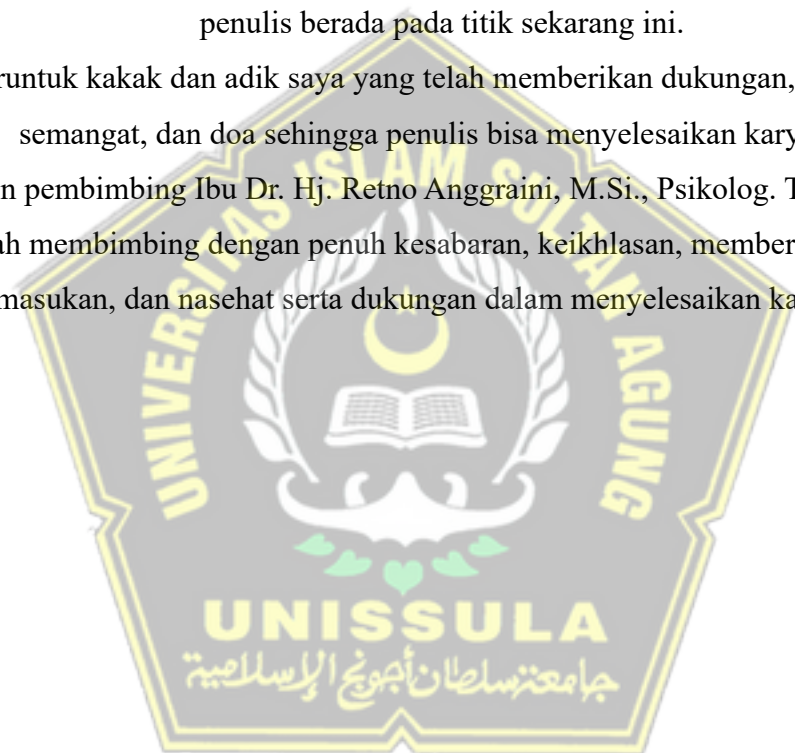 penulis berada pada titik sekarang ini.
runtuk kakak dan adik saya yang telah memberikan dukungan,
semangat, dan doa sehingga penulis bisa menyelesaikan kary
n pembimbing Ibu Dr. Hj. Retno Anggraini, M.Si., Psikolog. T
ah membimbing dengan penuh kesabaran, keikhlasan, member
masukan, dan nasehat serta dukungan dalam menyelesaikan ka
UNIVERSITAS ISLAM SULTAN AGUNG
UNISSULA
جامعة سلطان أجونج الإسلامية